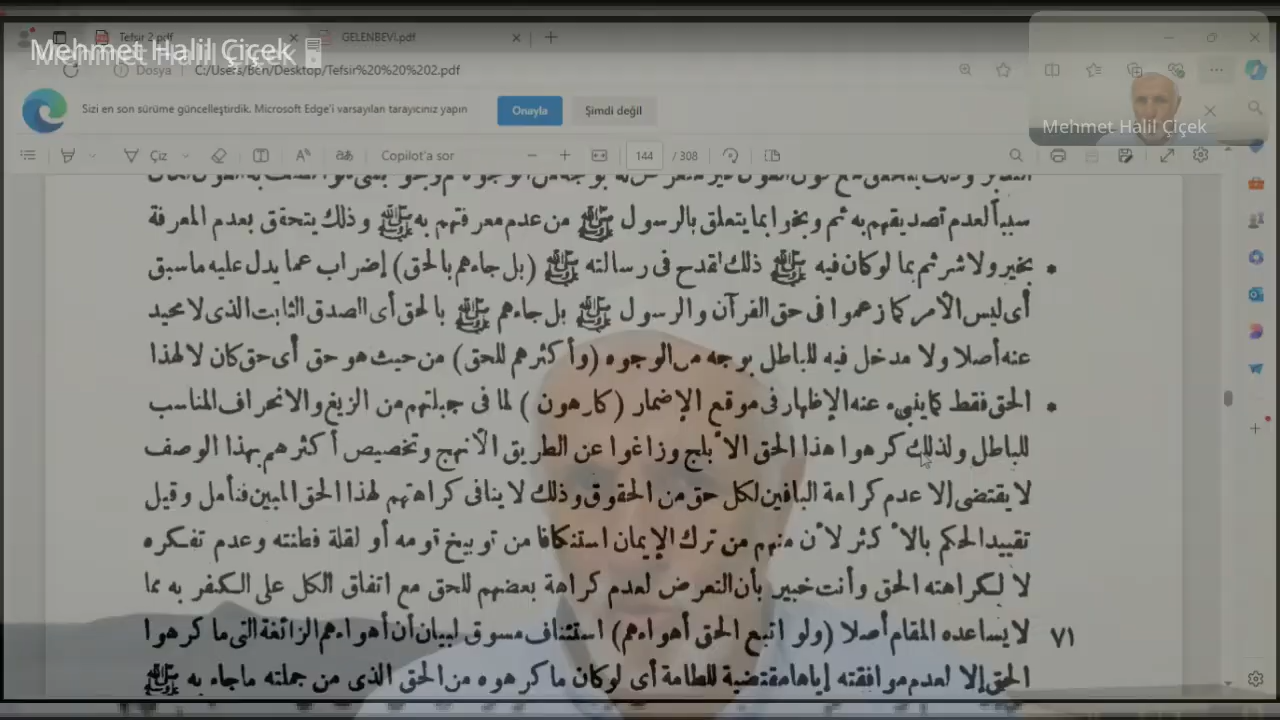 Tefsir 2.pdf
GELENBEVİ.pdf
Mehmet Halil Çiçek
Dosya
C:/Users/Ben/Desktop/Tefsir%20%20%202.pdf
Sizi en son sürüme güncelleştirdik. Microsoft Edge'i varsayılan tarayıcınız yapın
Onayla
Şimdi değil
Mehmet Halil Çiçek
Çiz
Copilot'a sor
144 / 308
سبباً لعدم تصديقهم به ثم وبخوا بما يتعلق بالرسول ﷺ من عدم معرفتهم به ﷺ وذلك يتحقق بعدم المعرفة
بخير ولا شر ثم بما لو كان فيه ﷺ ذلك لقدح فى رسالته ﷺ (بل جاءهم بالحق) إضراب عما يدل عليه ما سبق
أى ليس الأمر كما زعموا فى حق القرآن والرسول ﷺ بل جاءهم ﷺ بالحق أى الصدق الثابت الذى لا محيد
عنه أصلا ولا مدخل فيه للباطل بوجه من الوجوه (وأكثرهم للحق) من حيث هو حق أى حق كان لا لهذا
الحق فقط كما ينبىء عنه الإظهار فى موقع الإضمار (كارهون) لما فى جبلتهم من الزيغ والانحراف المناسب
للباطل ولذلك كرهوا هذا الحق الأبلج وزاغوا عن الطريق الأنهج وتخصيص أكثرهم بهذا الوصف
لا يقتضى إلا عدم كراهة الباقين لكل حق من الحقوق وذلك لا ينافى كراهتهم لهذا الحق المبين فتأمل وقيل
تقييد الحكم بالأكثر لأن منهم من ترك الإيمان استنكافا من توبيخ قومه أو لقلة فطنته وعدم تفكره
لا لكراهته الحق وأنت خبير بأن التعرض لعدم كراهة بعضهم للحق مع اتفاق الكل على الكفر به مما
٧١ لا يساعده المقام أصلا (ولو اتبع الحق أهواءهم) استئناف مسوق لبيان أن أهواءهم الزائغة التى ما كرهوا
الحق إلا لعدم موافقته إياها مقتضية للطامة أى لو كان ما كرهوه من الحق الذى من جملته ما جاء به ﷺ